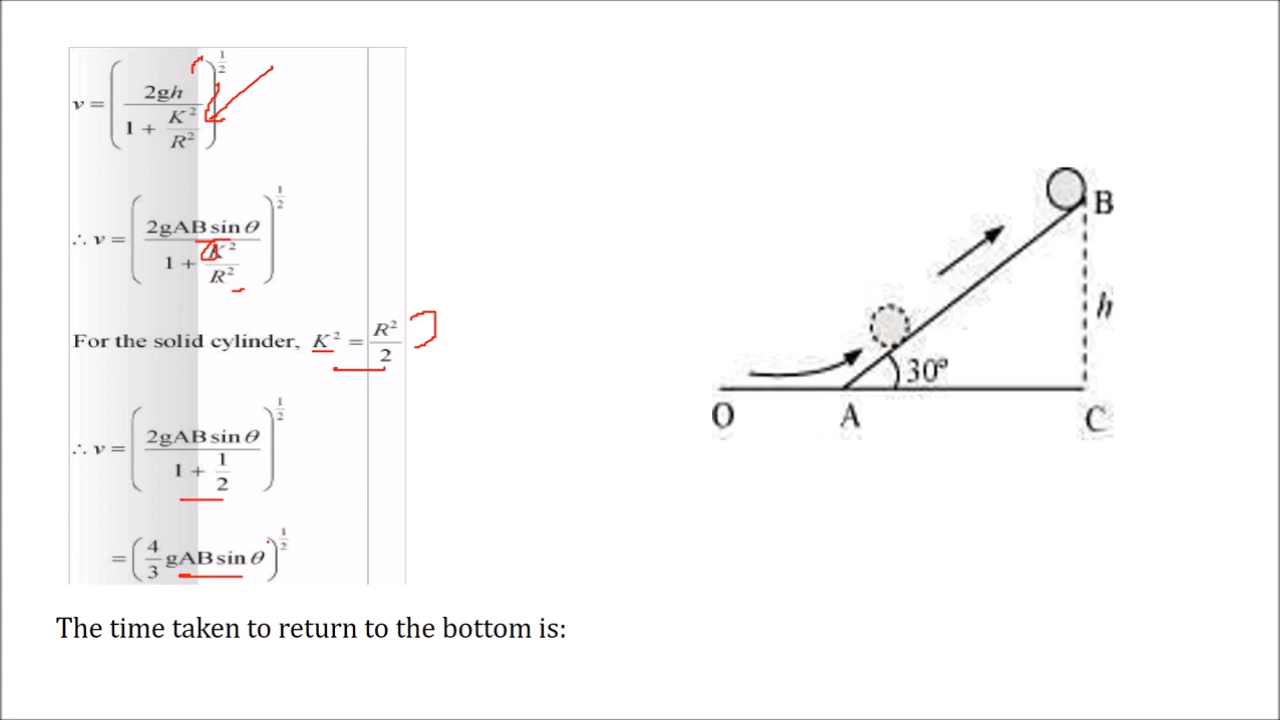 v = ( 2gh / (1 + K²/R²) )^½
∴ v = ( 2gAB sin θ / (1 + K²/R²) )^½
For the solid cylinder, K² = R²/2
∴ v = ( 2gAB sin θ / (1 + 1/2) )^½
= ( 4/3 gAB sin θ )^½
The time taken to return to the bottom is:
B
h
30°
O A C